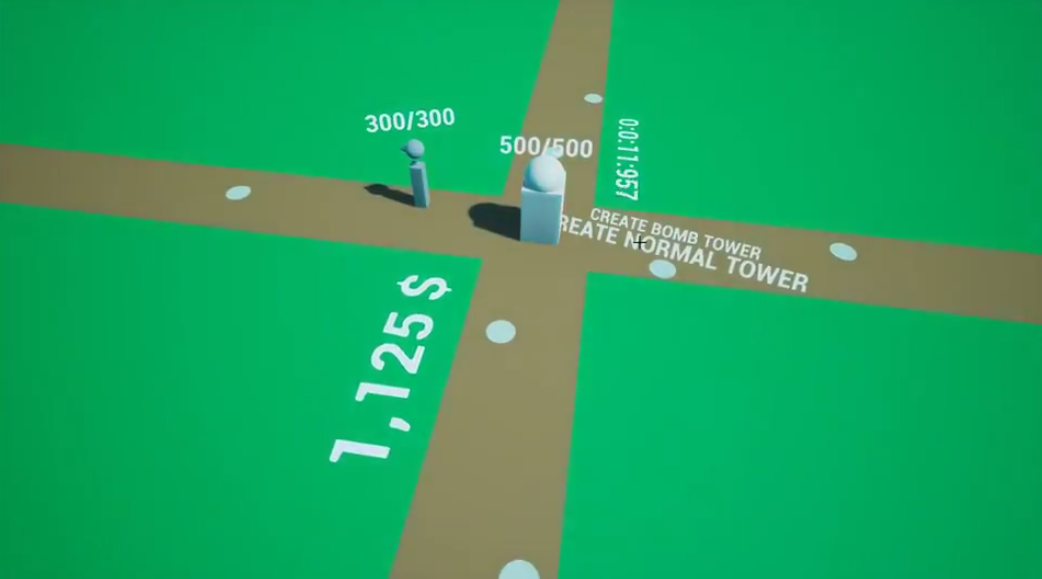 300/300
500/500
0:0:11:957
CREATE BOMB TOWER
REATE NORMAL TOWER
1,125 $